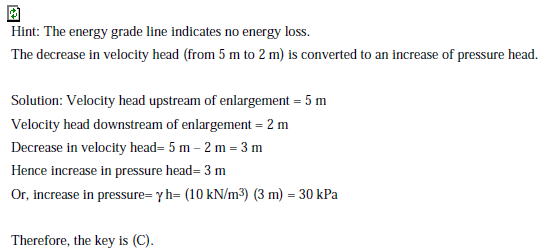 Hint: The energy grade line indicates no energy loss.
The decrease in velocity head (from 5 m to 2 m) is converted to an increase of pressure head.
Solution: Velocity head upstream of enlargement = 5 m
Velocity head downstream of enlargement = 2 m
Decrease in velocity head= 5 m – 2 m = 3 m
Hence increase in pressure head= 3 m
Or, increase in pressure= γ h= (10 kN/m³) (3 m) = 30 kPa
Therefore, the key is (C).